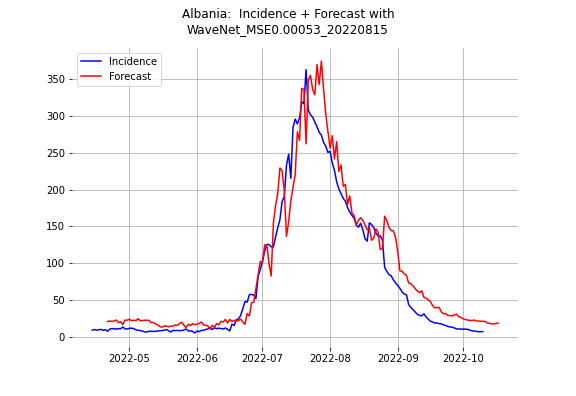 Albania:  Incidence + Forecast with
WaveNet_MSE0.00053_20220815
Incidence
Forecast
350
300
250
200
150
100
50
0
2022-05 2022-06 2022-07 2022-08 2022-09 2022-10